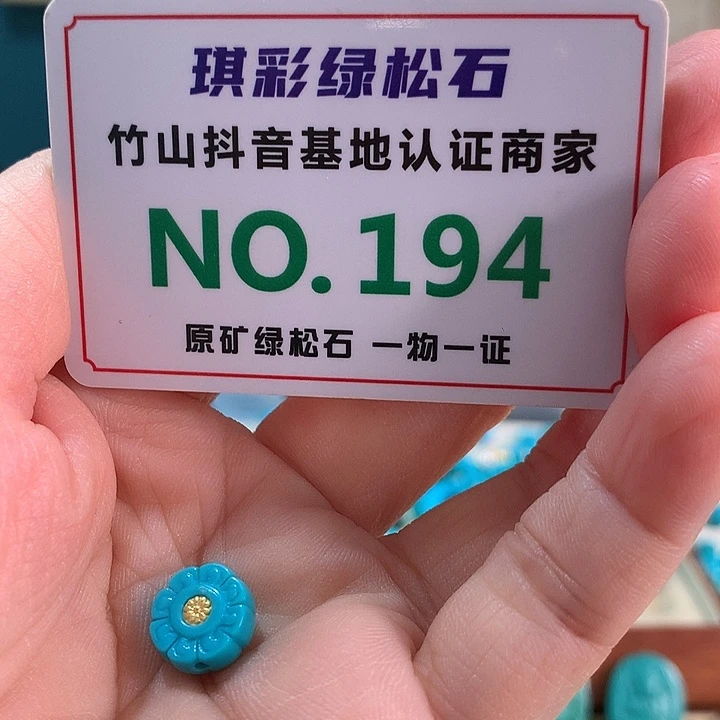 琪彩绿松石
竹山抖音基地认证商家
NO.194
原矿绿松石 一物一证